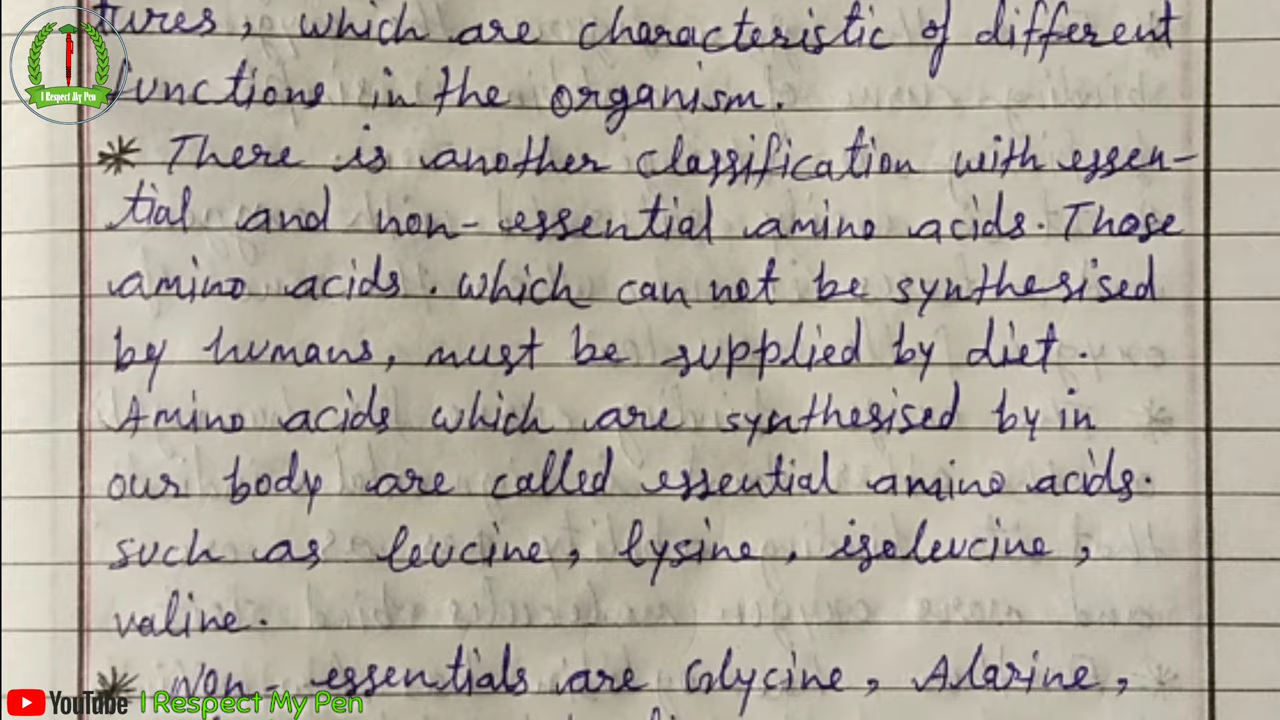 tures, which are characteristic of different
functions in the organism.
* There is another classification with essen-
tial and non-essential amino acids. Those
amino acids. which can not be synthesised
by humans, must be supplied by diet.
Amino acids which are synthesised by in
our body are called essential amino acids.
such as leucine, lysine, isoleucine,
valine.
* Non-essentials are Glycine, Alarine,
I Respect My Pen
YouTube I Respect My Pen